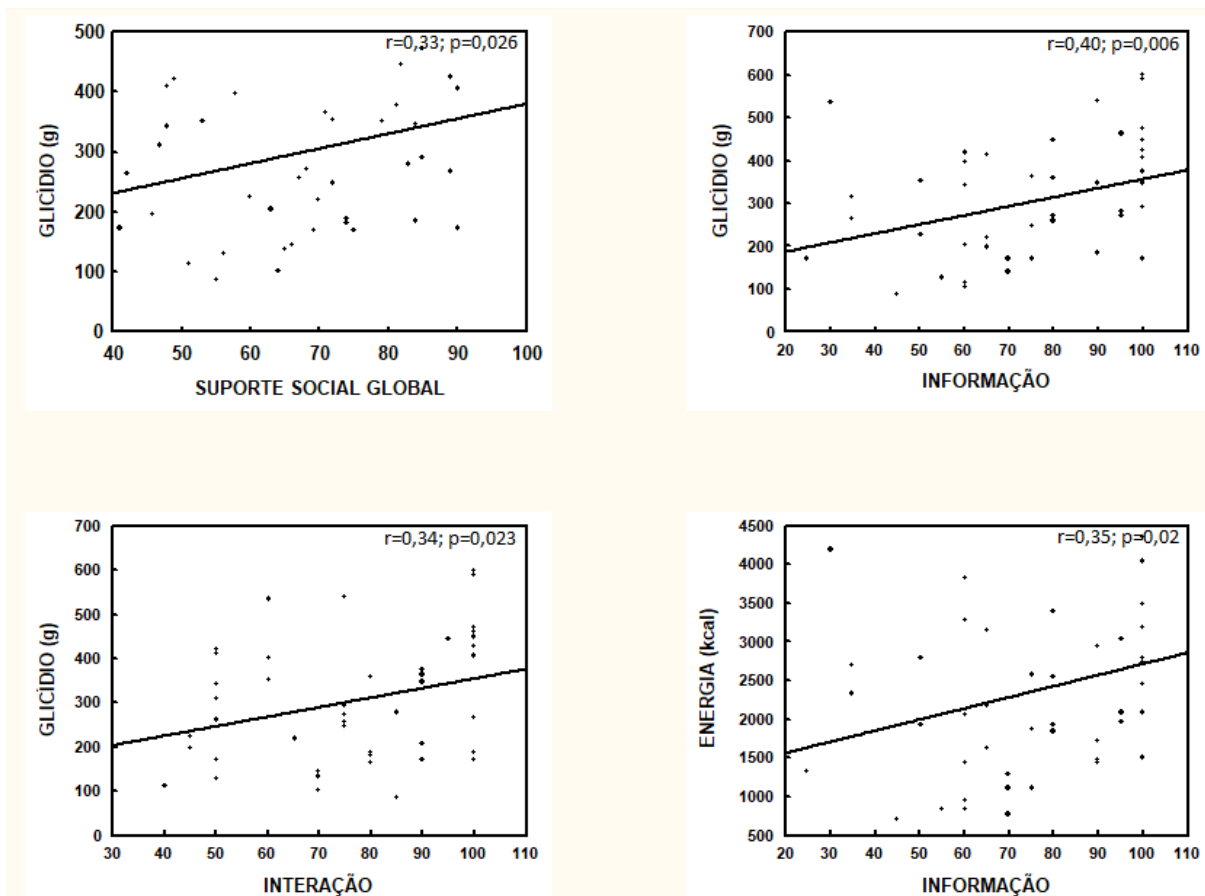 r=0,33; p=0,026
500
400
300
200
100
0
GLICÍDIO (g)
40 50 60 70 80 90 100
SUPORTE SOCIAL GLOBAL
r=0,40; p=0,006
700
600
500
400
300
200
100
0
GLICÍDIO (g)
20 30 40 50 60 70 80 90 100 110
INFORMAÇÃO
r=0,34; p=0,023
700
600
500
400
300
200
100
0
GLICÍDIO (g)
30 40 50 60 70 80 90 100 110
INTERAÇÃO
r=0,35; p=0,02
4500
4000
3500
3000
2500
2000
1500
1000
500
ENERGIA (kcal)
20 30 40 50 60 70 80 90 100 110
INFORMAÇÃO